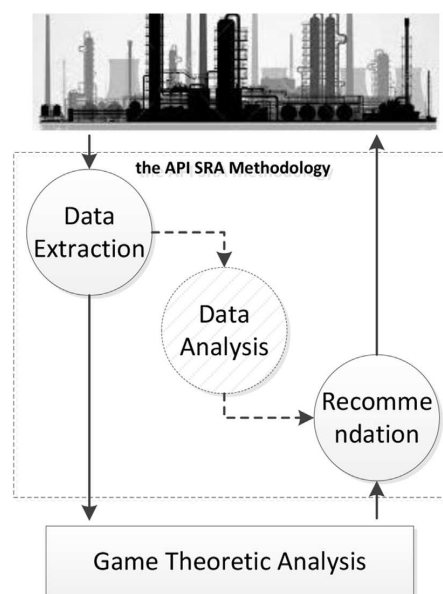 the API SRA Methodology
Data
Extraction
Data
Analysis
Recomme
ndation
Game Theoretic Analysis